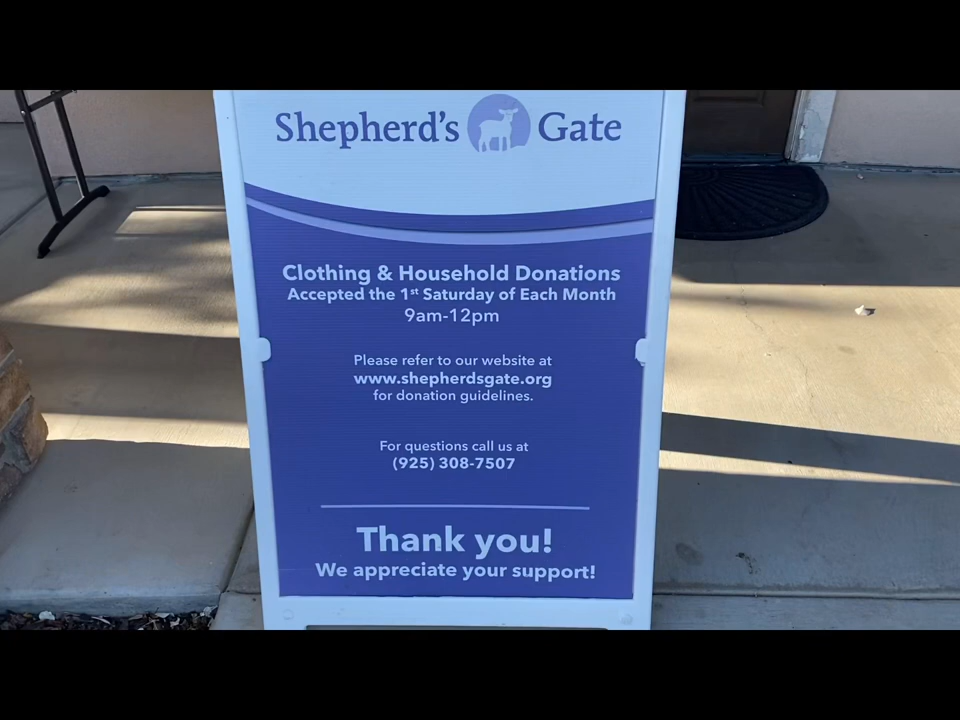 Shepherd's Gate
Clothing & Household Donations
Accepted the 1st Saturday of Each Month
9am-12pm
Please refer to our website at
www.shepherdsgate.org
for donation guidelines.
For questions call us at
(925) 308-7507
Thank you!
We appreciate your support!